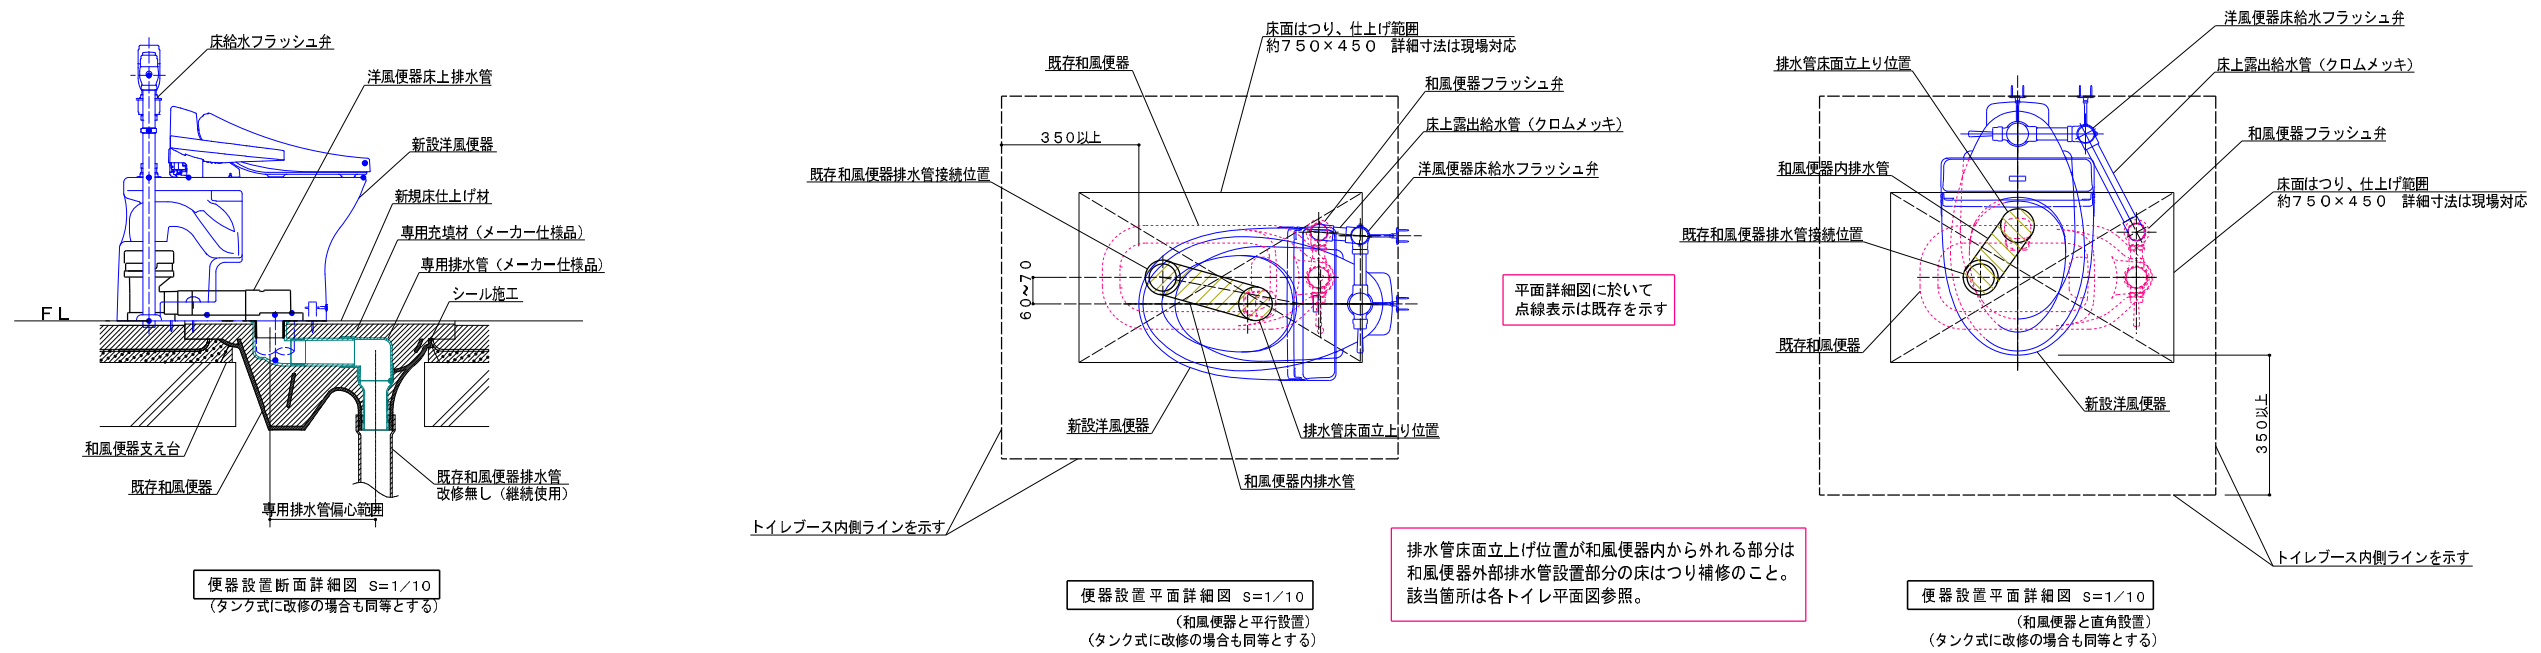 床給水フラッシュ弁
洋風便器床上排水管
新設洋風便器
新規床仕上げ材
専用充填材（メーカー仕様品）
専用排水管（メーカー仕様品）
シール施工
FL
和風便器支え台
既存和風便器
既存和風便器排水管
改修無し（継続使用）
専用排水管偏心範囲
便器設置断面詳細図 S=1/10
（タンク式に改修の場合も同等とする）
床面はつり、仕上げ範囲
約７５０×４５０　詳細寸法は現場対応
既存和風便器
和風便器フラッシュ弁
床上露出給水管（クロムメッキ）
３５０以上
洋風便器床給水フラッシュ弁
既存和風便器排水管接続位置
６０~７０
新設洋風便器
排水管床面立上り位置
和風便器内排水管
トイレブース内側ラインを示す
便器設置平面詳細図 S=1/10
（和風便器と平行設置）
（タンク式に改修の場合も同等とする）
平面詳細図に於いて
点線表示は既存を示す
排水管床面立上げ位置が和風便器内から外れる部分は
和風便器外部排水管設置部分の床はつり補修のこと。
該当箇所は各トイレ平面図参照。
洋風便器床給水フラッシュ弁
排水管床面立上り位置
床上露出給水管（クロムメッキ）
和風便器フラッシュ弁
和風便器内排水管
床面はつり、仕上げ範囲
約７５０×４５０　詳細寸法は現場対応
既存和風便器排水管接続位置
既存和風便器
新設洋風便器
３５０以上
トイレブース内側ラインを示す
便器設置平面詳細図 S=1/10
（和風便器と直角設置）
（タンク式に改修の場合も同等とする）